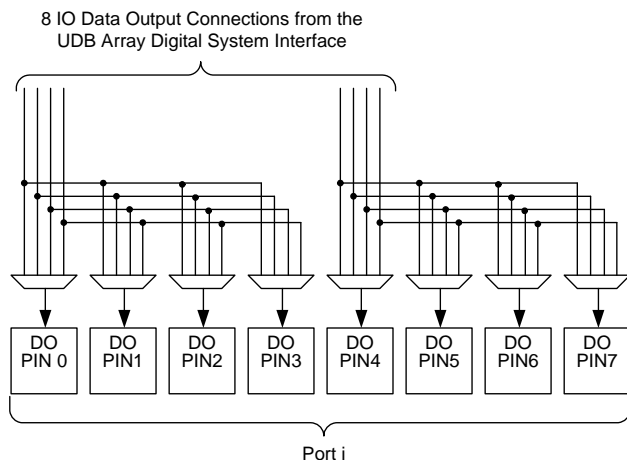 8 IO Data Output Connections from the
UDB Array Digital System Interface
DO
PIN 0
DO
PIN1
DO
PIN2
DO
PIN3
DO
PIN4
DO
PIN5
DO
PIN6
DO
PIN7
Port i